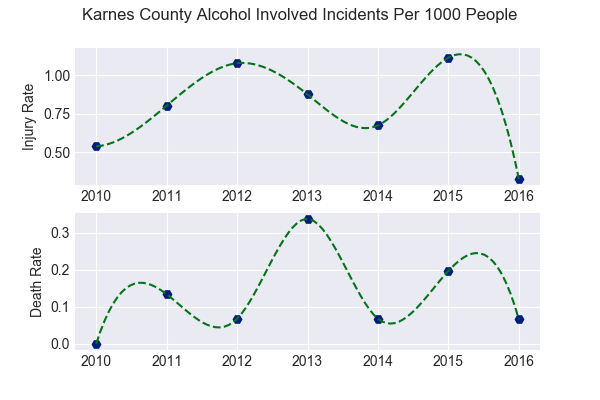 Karnes County Alcohol Involved Incidents Per 1000 People
Injury Rate
1.00
0.75
0.50
2010 2011 2012 2013 2014 2015 2016
Death Rate
0.3
0.2
0.1
0.0
2010 2011 2012 2013 2014 2015 2016